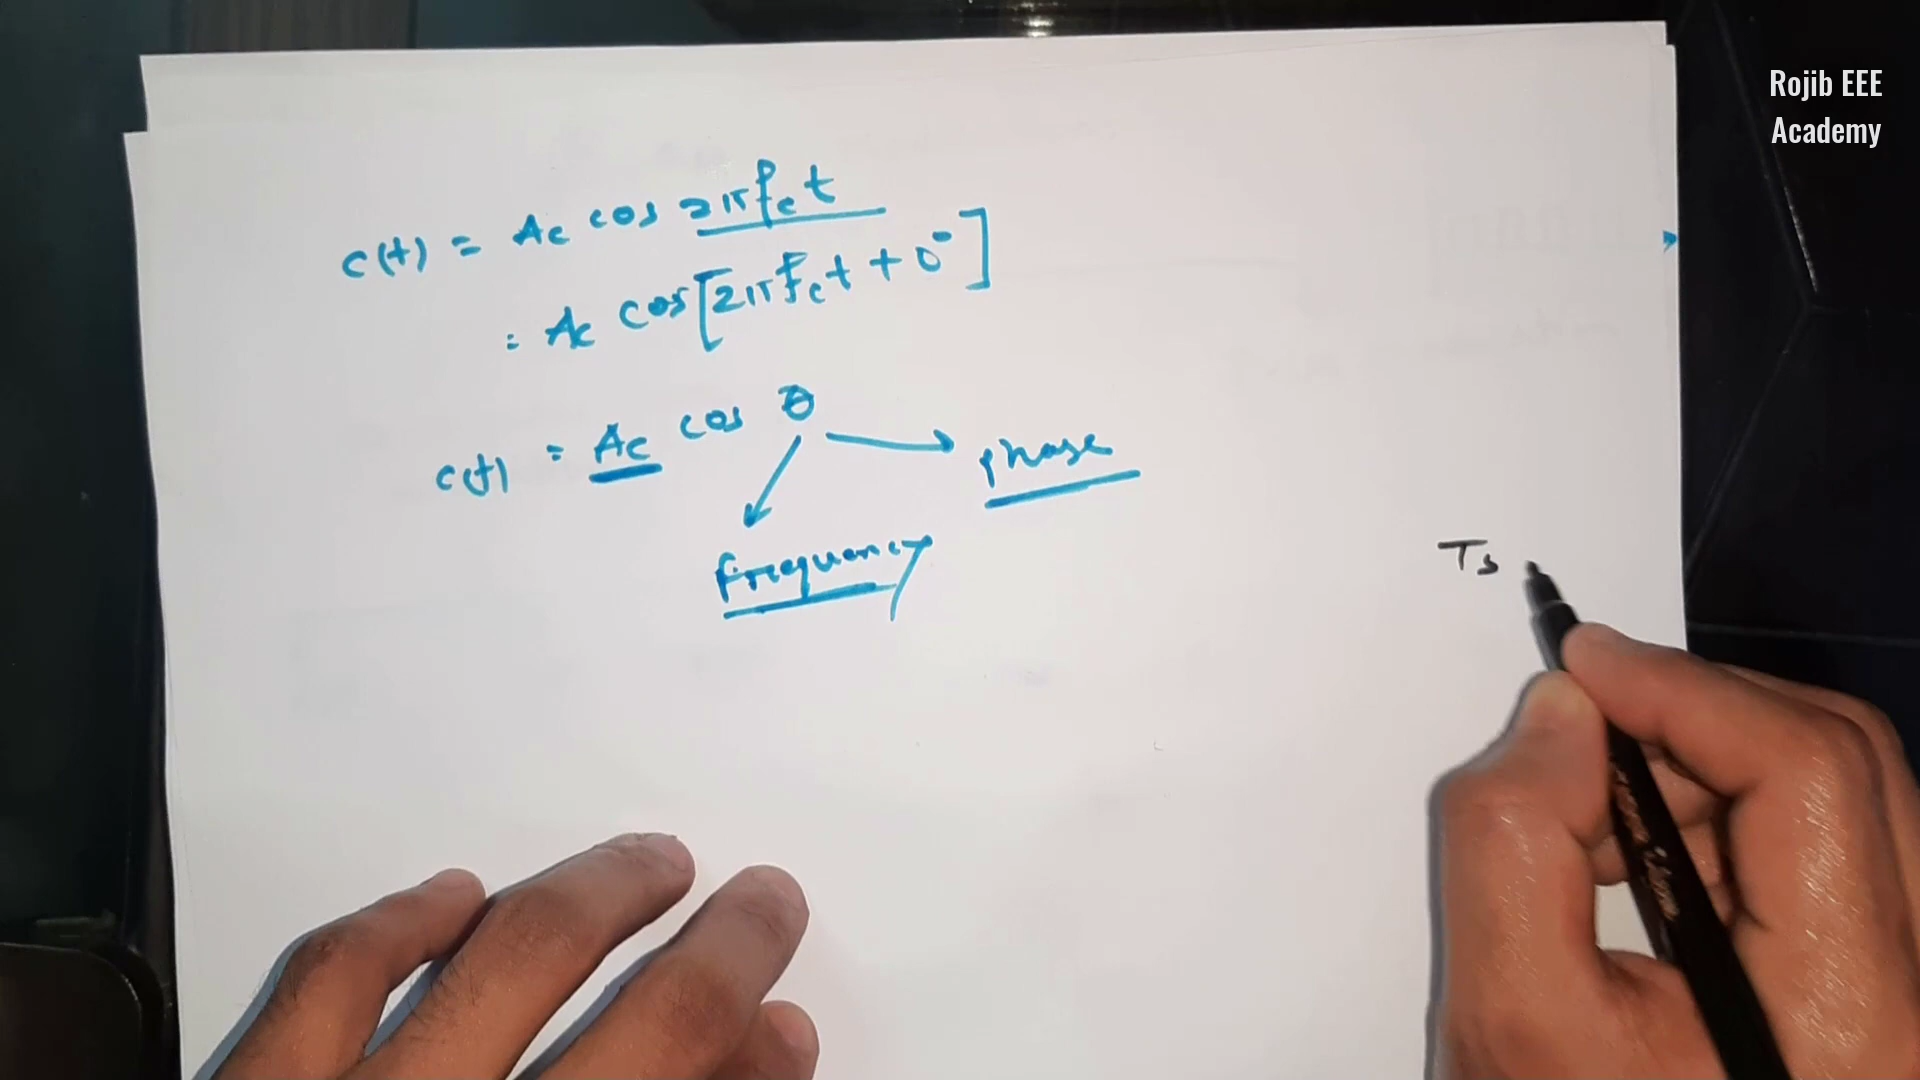 Rojib EEE
Academy
c(t) = Ac cos 2πfct
= Ac cos[2πfct + 0°]
c(t) = Ac cos θ
phase
frequency
Ts